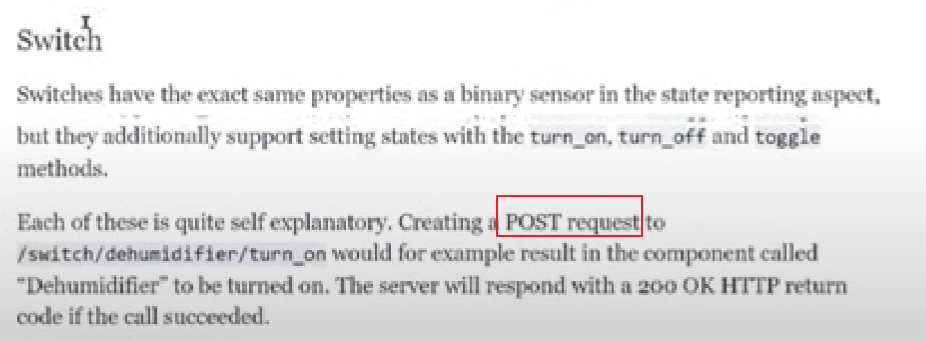 Switch
Switches have the exact same properties as a binary sensor in the state reporting aspect,
but they additionally support setting states with the turn_on, turn_off and toggle
methods.
Each of these is quite self explanatory. Creating a POST request to
/switch/dehumidifier/turn_on would for example result in the component called
“Dehumidifier” to be turned on. The server will respond with a 200 OK HTTP return
code if the call succeeded.